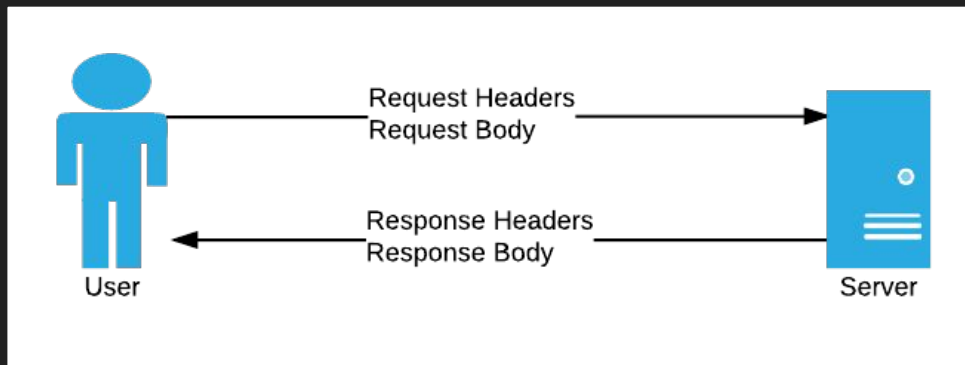 Request Headers
Request Body
Response Headers
Response Body
User
Server